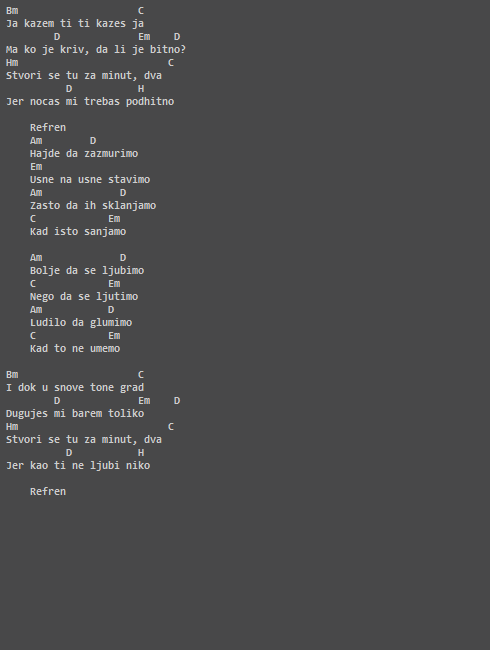 Bm                    C
Ja kazem ti ti kazes ja
        D             Em    D
Ma ko je kriv, da li je bitno?
Hm                         C
Stvori se tu za minut, dva
          D           H
Jer nocas mi trebas podhitno

    Refren
    Am        D
    Hajde da zazmurimo
    Em
    Usne na usne stavimo
    Am             D
    Zasto da ih sklanjamo
    C            Em
    Kad isto sanjamo

    Am             D
    Bolje da se ljubimo
    C            Em
    Nego da se ljutimo
    Am           D
    Ludilo da glumimo
    C            Em
    Kad to ne umemo

Bm                    C
I dok u snove tone grad
        D             Em    D
Dugujes mi barem toliko
Hm                         C
Stvori se tu za minut, dva
          D           H
Jer kao ti ne ljubi niko

    Refren